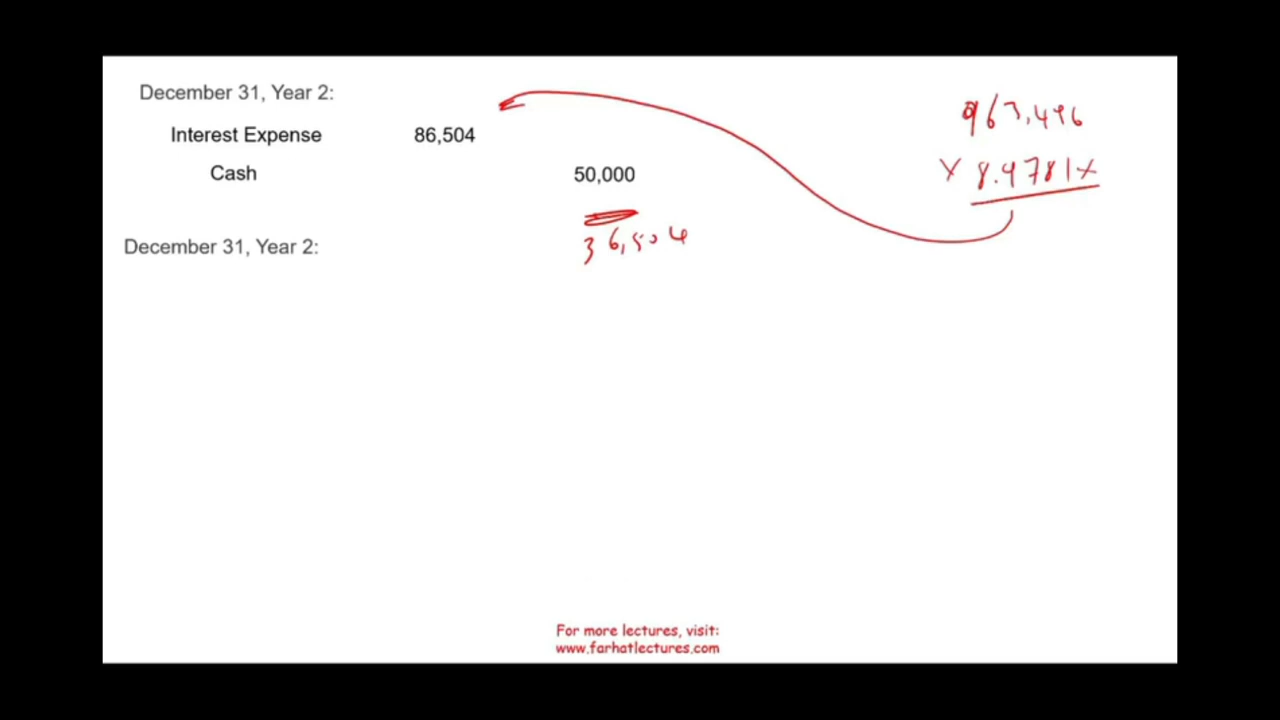 December 31, Year 2:
963,496
Interest Expense 86,504
Cash 50,000
x 8.9781%
36,504
December 31, Year 2:
For more lectures, visit:
www.farhatlectures.com